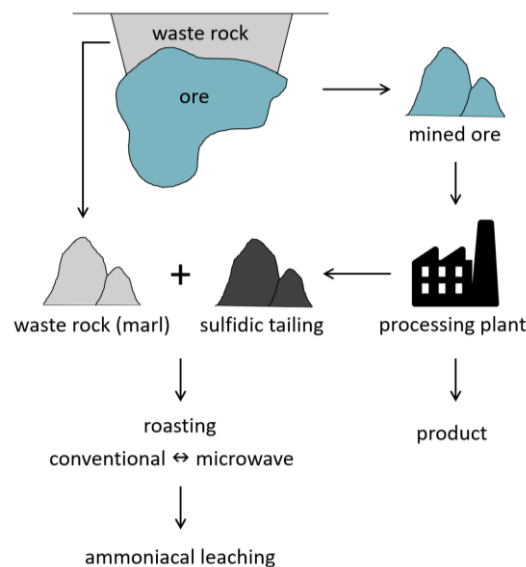 waste rock
ore
mined ore
waste rock (marl)
sulfidic tailing
processing plant
roasting
conventional ↔ microwave
product
ammoniacal leaching